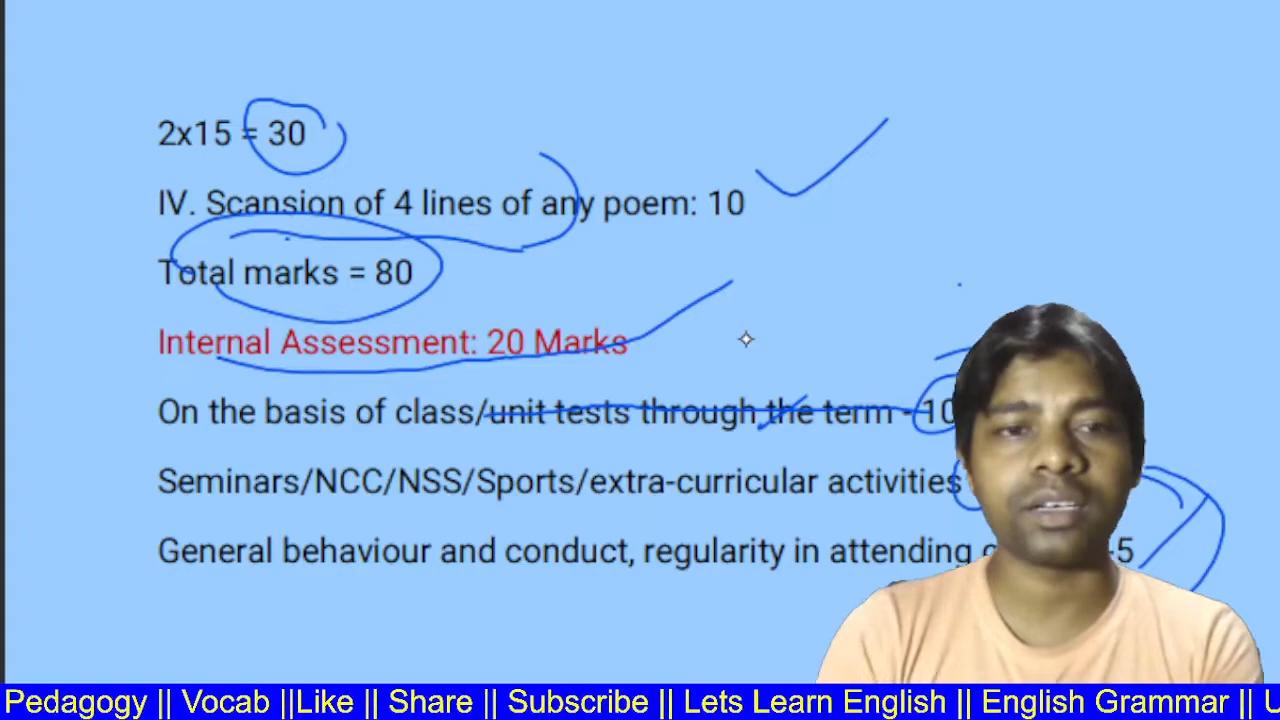 2x15 = 30
IV. Scansion of 4 lines of any poem: 10
Total marks = 80
Internal Assessment: 20 Marks
On the basis of class/unit tests through the term - 10
Seminars/NCC/NSS/Sports/extra-curricular activities
General behaviour and conduct, regularity in attending -5
Pedagogy || Vocab ||Like || Share || Subscribe || Lets Learn English || English Grammar || U